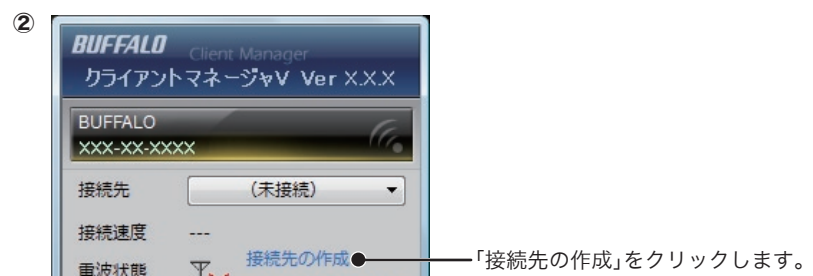 ②
BUFFALO Client Manager
クライアントマネージャV Ver X.X.X
BUFFALO
XXX-XX-XXXX
接続先 (未接続)
接続速度 ---
電波状態 接続先の作成
「接続先の作成」をクリックします。